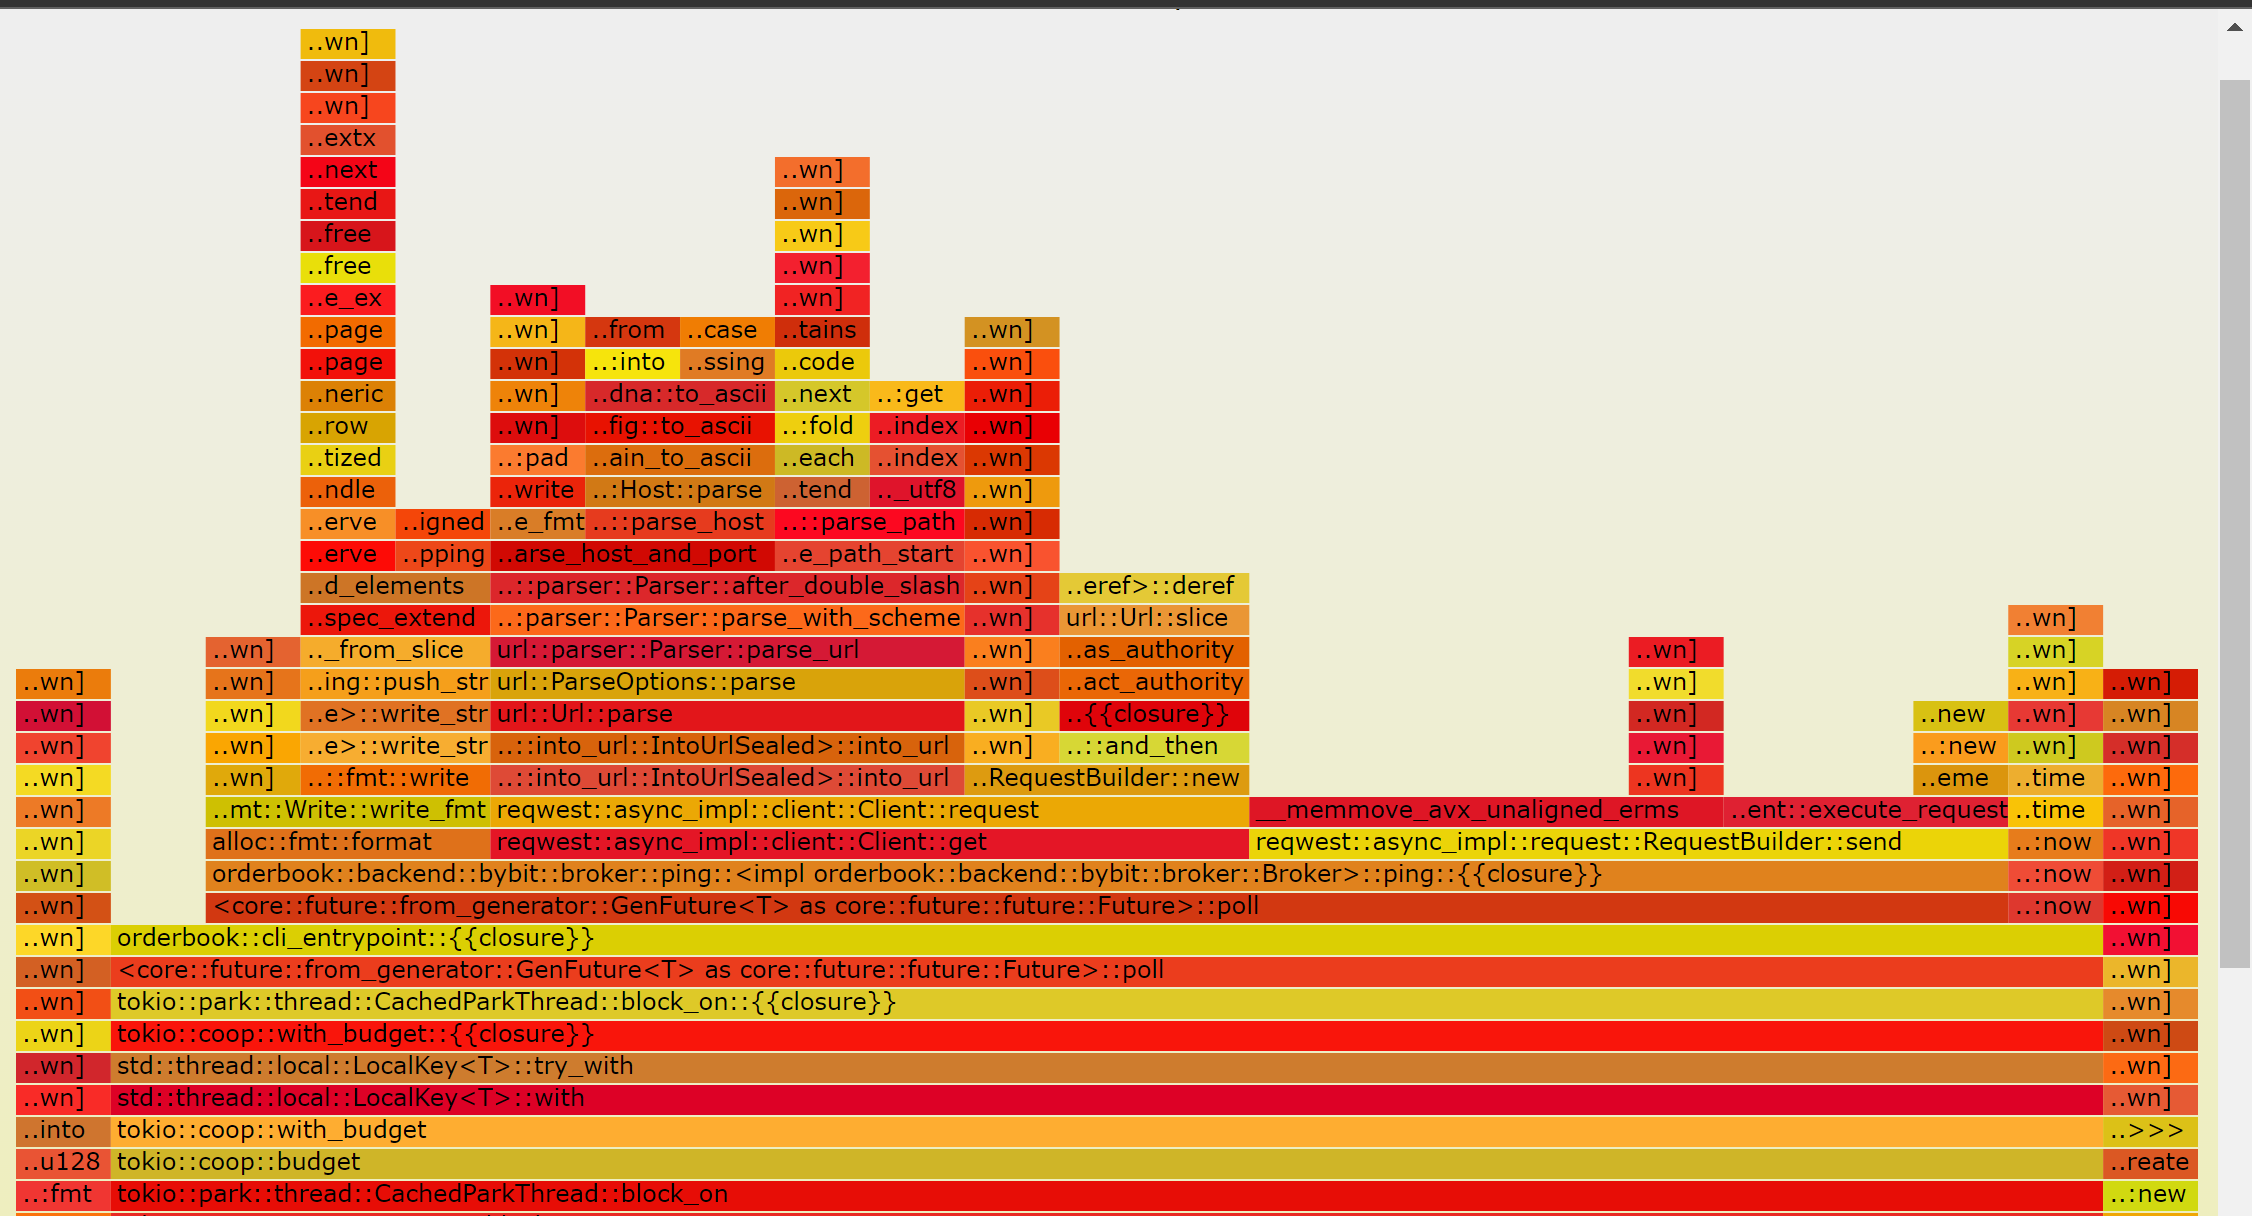 ..wn]
..wn]
..wn]
..extx
..next ..wn]
..tend ..wn]
..free ..wn]
..free ..wn]
..e_ex ..wn] ..wn]
..page ..wn] ..from ..case ..tains ..wn]
..page ..wn] ..:into ..ssing ..code ..wn]
..neric ..wn] ..dna::to_ascii ..next ..:get ..wn]
..row ..wn] ..fig::to_ascii ..:fold ..index ..wn]
..tized ..:pad ..ain_to_ascii ..each ..index ..wn]
..ndle ..write ..:Host::parse ..tend .._utf8 ..wn]
..erve ..igned ..e_fmt ..::parse_host ..::parse_path ..wn]
..erve ..pping ..arse_host_and_port ..e_path_start ..wn]
..d_elements ..::parser::Parser::after_double_slash ..wn] ..eref>::deref
..spec_extend ..:parser::Parser::parse_with_scheme ..wn] url::Url::slice ..wn]
..wn] .._from_slice url::parser::Parser::parse_url ..wn] ..as_authority ..wn] ..wn]
..wn] ..wn] ..ing::push_str url::ParseOptions::parse ..wn] ..act_authority ..wn] ..wn] ..wn]
..wn] ..wn] ..e>::write_str url::Url::parse ..wn] ..{{closure}} ..wn] ..new ..wn] ..wn]
..wn] ..wn] ..e>::write_str ..::into_url::IntoUrlSealed>::into_url ..wn] ..::and_then ..wn] ..:new ..wn] ..wn]
..wn] ..wn] ..::fmt::write ..::into_url::IntoUrlSealed>::into_url ..RequestBuilder::new ..wn] ..eme ..time ..wn]
..wn] ..mt::Write::write_fmt reqwest::async_impl::client::Client::request __memmove_avx_unaligned_erms ..ent::execute_request ..time ..wn]
..wn] alloc::fmt::format reqwest::async_impl::client::Client::get reqwest::async_impl::request::RequestBuilder::send ..:now ..wn]
..wn] orderbook::backend::bybit::broker::ping::<impl orderbook::backend::bybit::broker::Broker>::ping::{{closure}} ..:now ..wn]
..wn] <core::future::from_generator::GenFuture<T> as core::future::future::Future>::poll ..:now ..wn]
..wn] orderbook::cli_entrypoint::{{closure}} ..wn]
..wn] <core::future::from_generator::GenFuture<T> as core::future::future::Future>::poll ..wn]
..wn] tokio::park::thread::CachedParkThread::block_on::{{closure}} ..wn]
..wn] tokio::coop::with_budget::{{closure}} ..wn]
..wn] std::thread::local::LocalKey<T>::try_with ..wn]
..wn] std::thread::local::LocalKey<T>::with ..wn]
..into tokio::coop::with_budget ..>>>
..u128 tokio::coop::budget ..reate
..:fmt tokio::park::thread::CachedParkThread::block_on ..:new